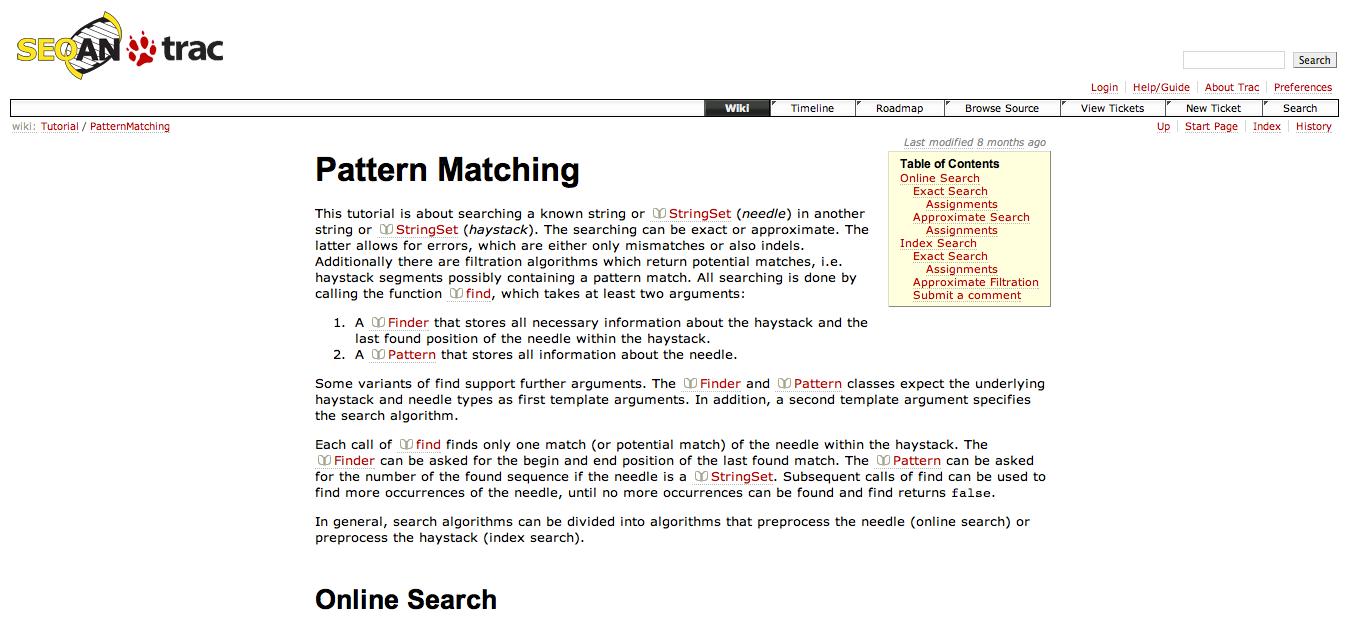 SEQAN trac
Search
Login Help/Guide About Trac Preferences
Wiki Timeline Roadmap Browse Source View Tickets New Ticket Search
wiki: Tutorial / PatternMatching
Up Start Page Index History
Last modified 8 months ago
Pattern Matching
Table of Contents
Online Search
Exact Search
Assignments
Approximate Search
Assignments
Index Search
Exact Search
Assignments
Approximate Filtration
Submit a comment
This tutorial is about searching a known string or StringSet (needle) in another
string or StringSet (haystack). The searching can be exact or approximate. The
latter allows for errors, which are either only mismatches or also indels.
Additionally there are filtration algorithms which return potential matches, i.e.
haystack segments possibly containing a pattern match. All searching is done by
calling the function find, which takes at least two arguments:
1. A Finder that stores all necessary information about the haystack and the
last found position of the needle within the haystack.
2. A Pattern that stores all information about the needle.
Some variants of find support further arguments. The Finder and Pattern classes expect the underlying
haystack and needle types as first template arguments. In addition, a second template argument specifies
the search algorithm.
Each call of find finds only one match (or potential match) of the needle within the haystack. The
Finder can be asked for the begin and end position of the last found match. The Pattern can be asked
for the number of the found sequence if the needle is a StringSet. Subsequent calls of find can be used to
find more occurrences of the needle, until no more occurrences can be found and find returns false.
In general, search algorithms can be divided into algorithms that preprocess the needle (online search) or
preprocess the haystack (index search).
Online Search